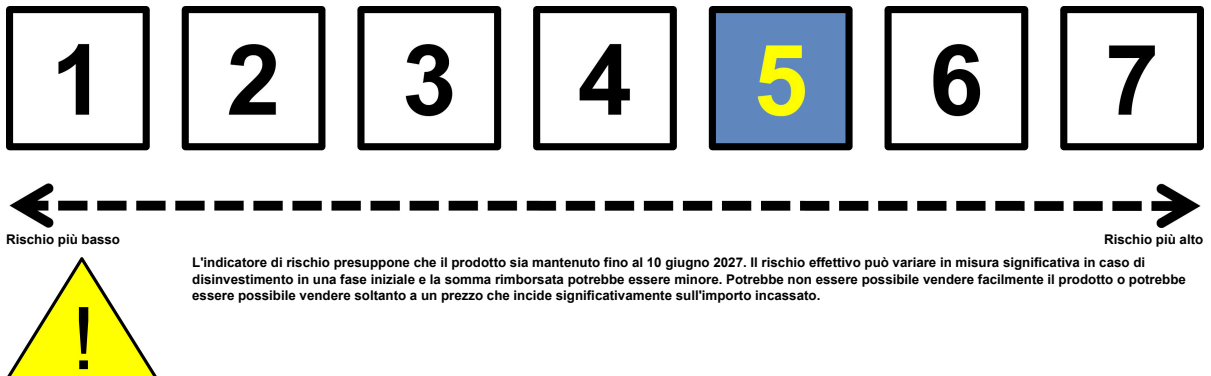 1 2 3 4 5 6 7
Rischio più basso Rischio più alto
L'indicatore di rischio presuppone che il prodotto sia mantenuto fino al 10 giugno 2027. Il rischio effettivo può variare in misura significativa in caso di
disinvestimento in una fase iniziale e la somma rimborsata potrebbe essere minore. Potrebbe non essere possibile vendere facilmente il prodotto o potrebbe
essere possibile vendere soltanto a un prezzo che incide significativamente sull'importo incassato.
!